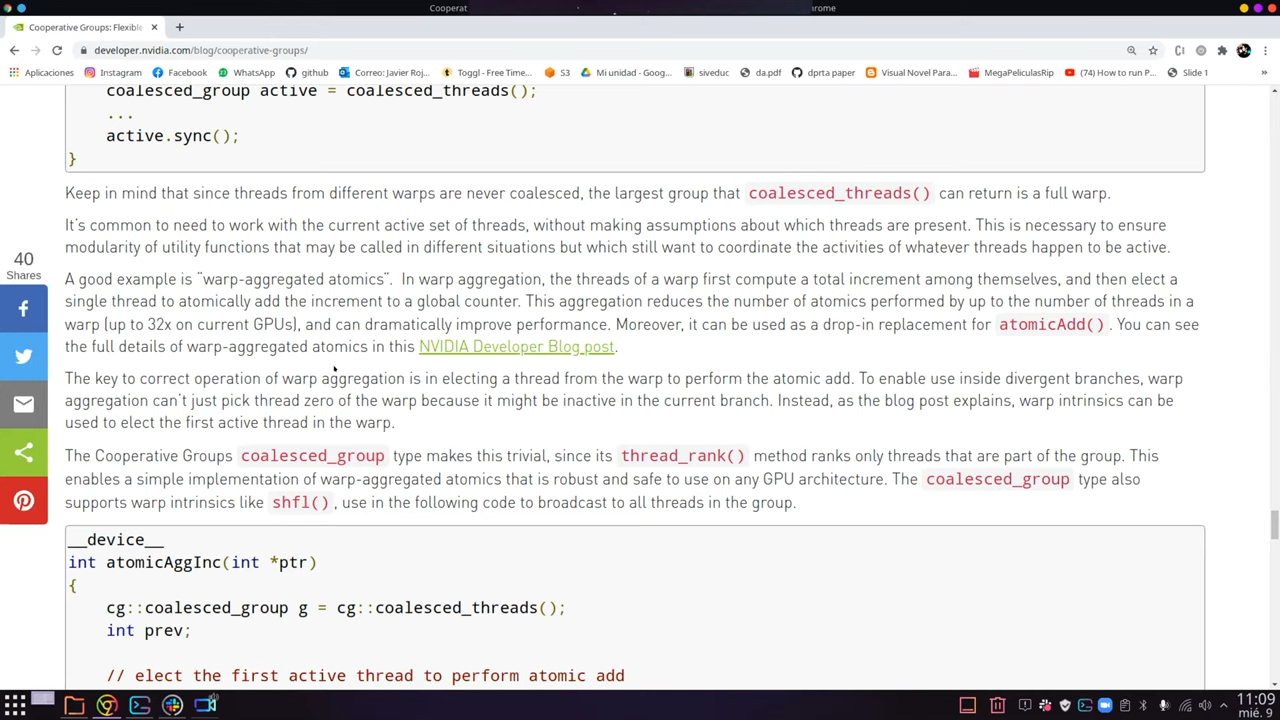 Cooperat
hrome
Cooperative Groups: Flexible
developer.nvidia.com/blog/cooperative-groups/
Aplicaciones Instagram Facebook WhatsApp github Correo: Javier Roj... Toggl - Free Time... S3 Mi unidad - Goog... siveduc da.pdf dprta paper Visual Novel Para... MegaPeliculasRip (74) How to run P... Slide 1
coalesced_group active = coalesced_threads();
...
active.sync();
}
Keep in mind that since threads from different warps are never coalesced, the largest group that coalesced_threads() can return is a full warp.
It's common to need to work with the current active set of threads, without making assumptions about which threads are present. This is necessary to ensure
modularity of utility functions that may be called in different situations but which still want to coordinate the activities of whatever threads happen to be active.
A good example is "warp-aggregated atomics". In warp aggregation, the threads of a warp first compute a total increment among themselves, and then elect a
single thread to atomically add the increment to a global counter. This aggregation reduces the number of atomics performed by up to the number of threads in a
warp (up to 32x on current GPUs), and can dramatically improve performance. Moreover, it can be used as a drop-in replacement for atomicAdd(). You can see
the full details of warp-aggregated atomics in this NVIDIA Developer Blog post.
The key to correct operation of warp aggregation is in electing a thread from the warp to perform the atomic add. To enable use inside divergent branches, warp
aggregation can't just pick thread zero of the warp because it might be inactive in the current branch. Instead, as the blog post explains, warp intrinsics can be
used to elect the first active thread in the warp.
The Cooperative Groups coalesced_group type makes this trivial, since its thread_rank() method ranks only threads that are part of the group. This
enables a simple implementation of warp-aggregated atomics that is robust and safe to use on any GPU architecture. The coalesced_group type also
supports warp intrinsics like shfl(), use in the following code to broadcast to all threads in the group.
__device__
int atomicAggInc(int *ptr)
{
cg::coalesced_group g = cg::coalesced_threads();
int prev;
// elect the first active thread to perform atomic add
40
Shares
11:09
mié. 9